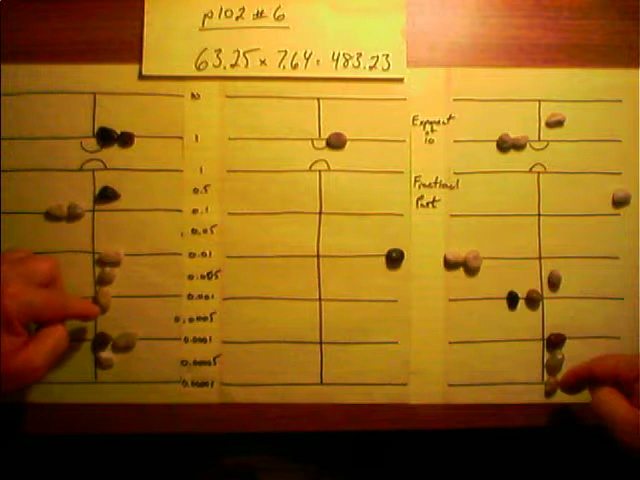 p102 #6
63.25 x 7.64 = 483.23
N
1
1
0.5
0.1
0.05
0.01
0.005
0.001
0.0005
0.0001
0.00005
0.00001
Exponent
of
10
Fractional
Part